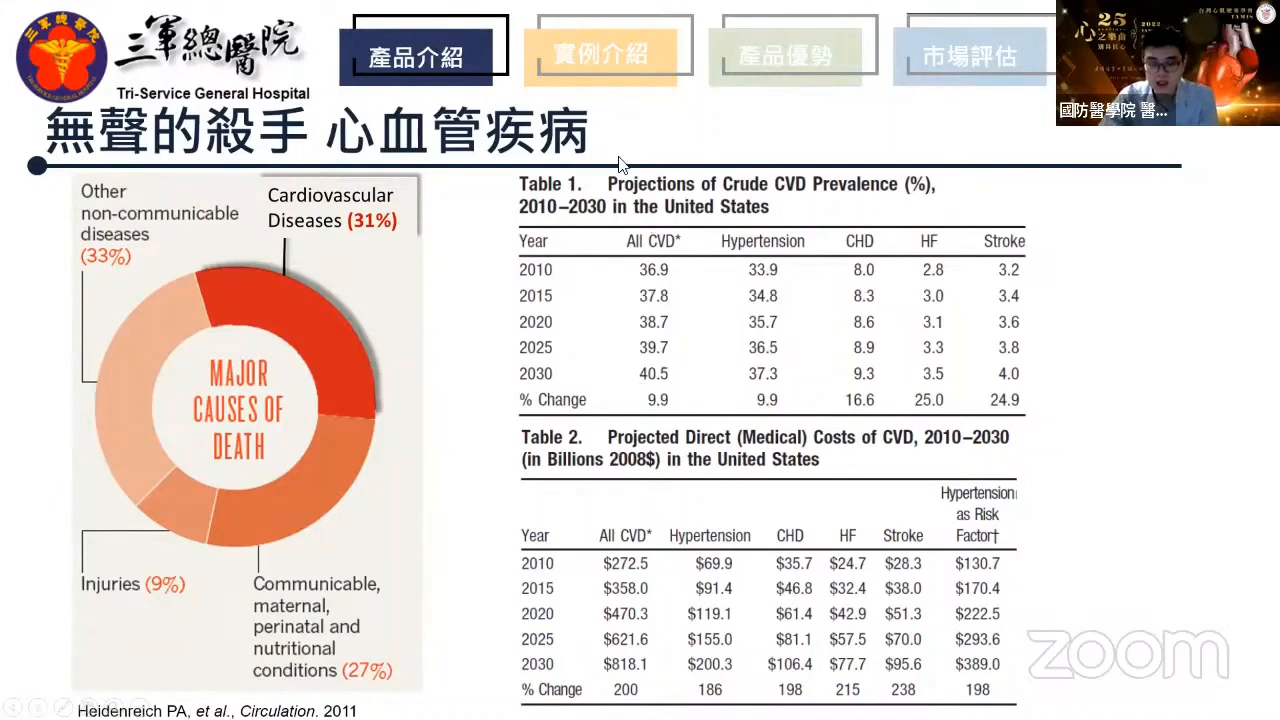 三軍總醫院
Tri-Service General Hospital
產品介紹
實例介紹
產品優勢
市場評估
25
2022
心之樂曲
別具匠心
國防醫學院 醫...
無聲的殺手 心血管疾病
Other
non-communicable
diseases
(33%)
Cardiovascular
Diseases (31%)
MAJOR
CAUSES OF
DEATH
Injuries (9%)
Communicable,
maternal,
perinatal and
nutritional
conditions (27%)
Table 1. Projections of Crude CVD Prevalence (%),
2010–2030 in the United States
Year All CVD* Hypertension CHD HF Stroke
2010 36.9 33.9 8.0 2.8 3.2
2015 37.8 34.8 8.3 3.0 3.4
2020 38.7 35.7 8.6 3.1 3.6
2025 39.7 36.5 8.9 3.3 3.8
2030 40.5 37.3 9.3 3.5 4.0
% Change 9.9 9.9 16.6 25.0 24.9
Table 2. Projected Direct (Medical) Costs of CVD, 2010–2030
(in Billions 2008$) in the United States
Hypertension
as Risk
Year All CVD* Hypertension CHD HF Stroke Factor†
2010 $272.5 $69.9 $35.7 $24.7 $28.3 $130.7
2015 $358.0 $91.4 $46.8 $32.4 $38.0 $170.4
2020 $470.3 $119.1 $61.4 $42.9 $51.3 $222.5
2025 $621.6 $155.0 $81.1 $57.5 $70.0 $293.6
2030 $818.1 $200.3 $106.4 $77.7 $95.6 $389.0
% Change 200 186 198 215 238 198
zoom
Heidenreich PA, et al., Circulation. 2011